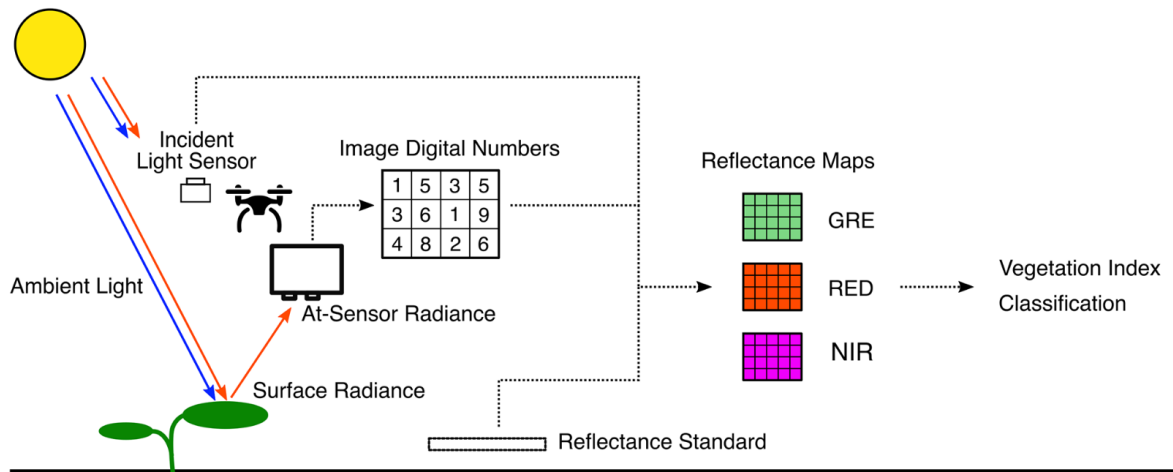 Incident
Light Sensor
Image Digital Numbers
1 5 3 5
3 6 1 9
4 8 2 6
Reflectance Maps
GRE
RED
NIR
Vegetation Index
Classification
Ambient Light
At-Sensor Radiance
Surface Radiance
Reflectance Standard